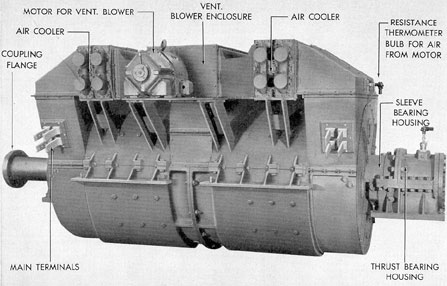 MOTOR FOR VENT. BLOWER
VENT.
BLOWER ENCLOSURE
AIR COOLER
AIR COOLER
RESISTANCE
THERMOMETER
BULB FOR AIR
FROM MOTOR
COUPLING
FLANGE
SLEEVE
BEARING
HOUSING
MAIN TERMINALS
THRUST BEARING
HOUSING